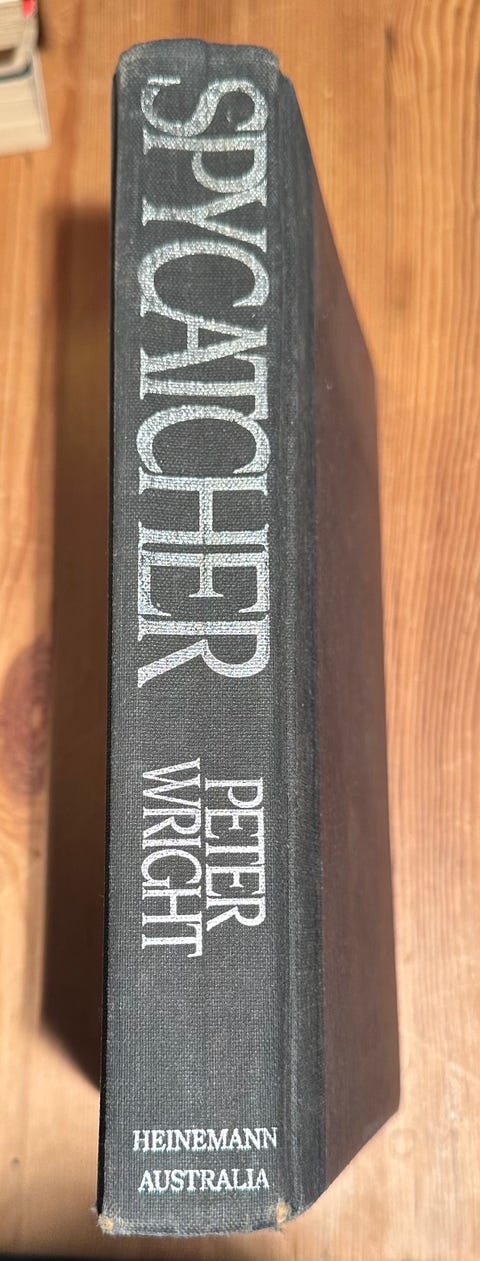 SPYCATCHER
PETER
WRIGHT
HEINEMANN
AUSTRALIA